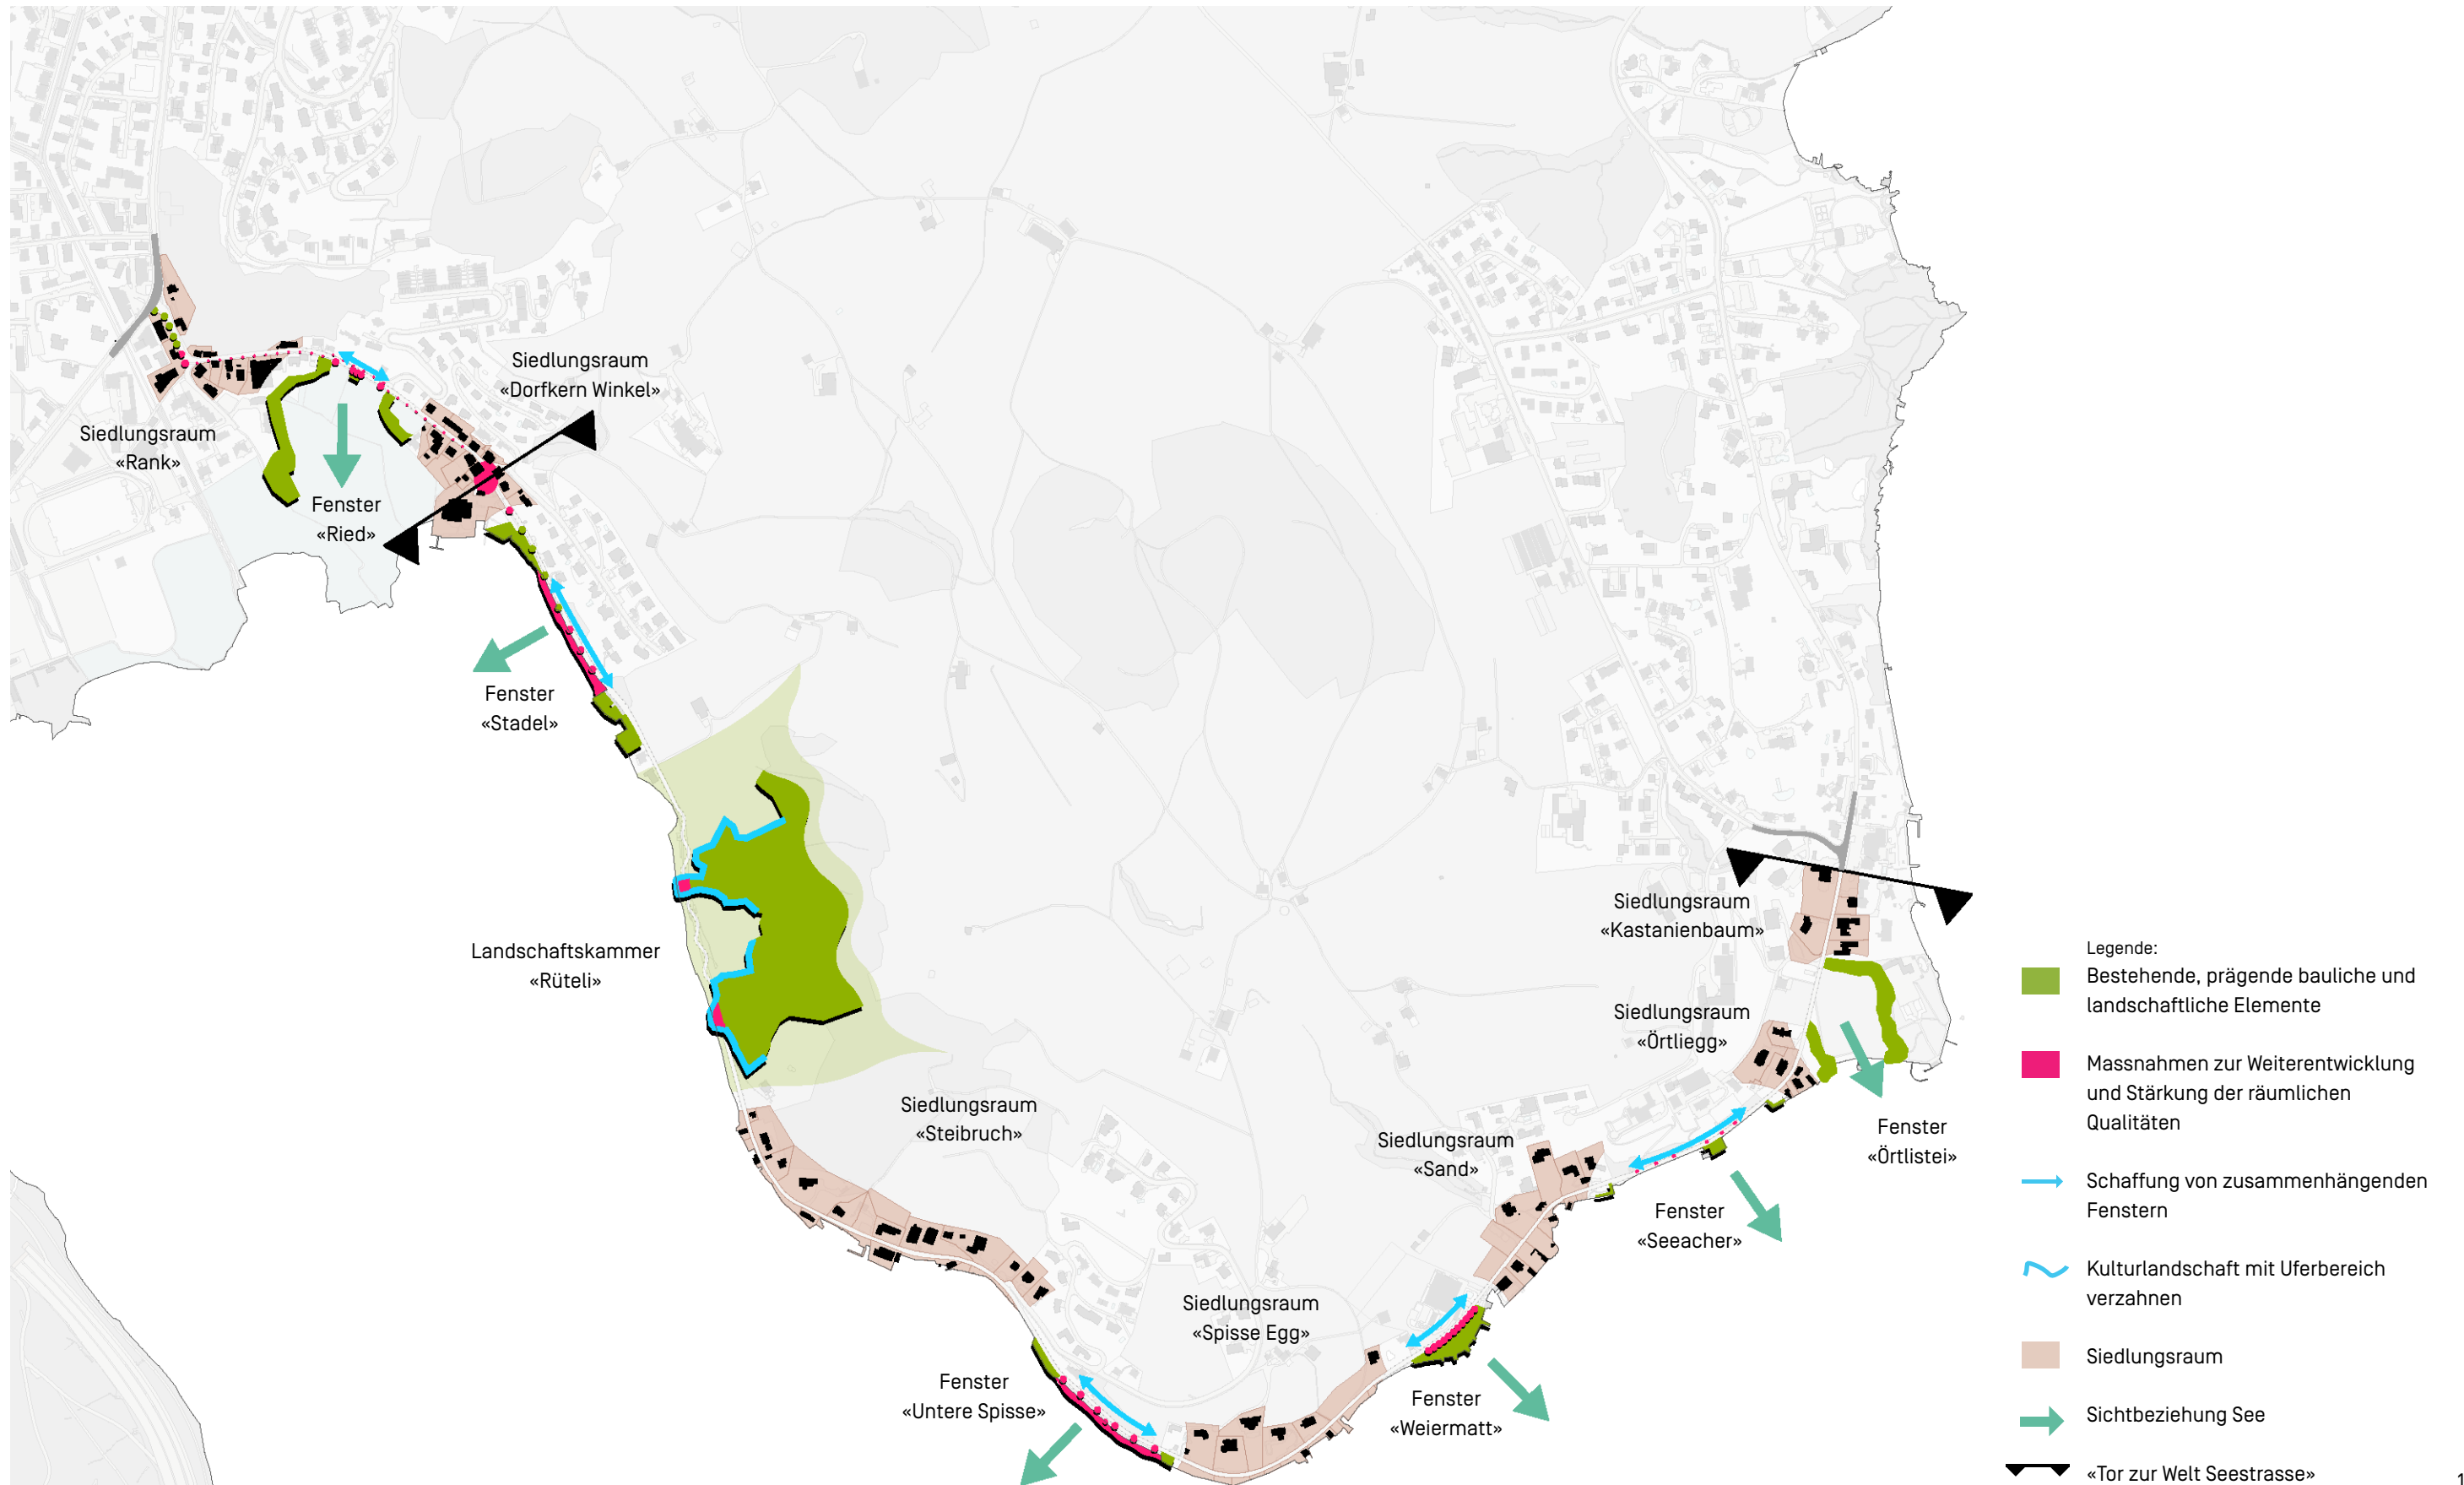 Siedlungsraum
«Dorfkern Winkel»
Siedlungsraum
«Rank»
Fenster
«Ried»
Fenster
«Stadel»
Landschaftskammer
«Rüteli»
Siedlungsraum
«Kastanienbaum»
Siedlungsraum
«Örtliegg»
Siedlungsraum
«Steibruch»
Siedlungsraum
«Sand»
Fenster
«Örtlistei»
Fenster
«Seeacher»
Siedlungsraum
«Spisse Egg»
Fenster
«Untere Spisse»
Fenster
«Weiermatt»
Legende:
Bestehende, prägende bauliche und
landschaftliche Elemente
Massnahmen zur Weiterentwicklung
und Stärkung der räumlichen
Qualitäten
Schaffung von zusammenhängenden
Fenstern
Kulturlandschaft mit Uferbereich
verzahnen
Siedlungsraum
Sichtbeziehung See
«Tor zur Welt Seestrasse»